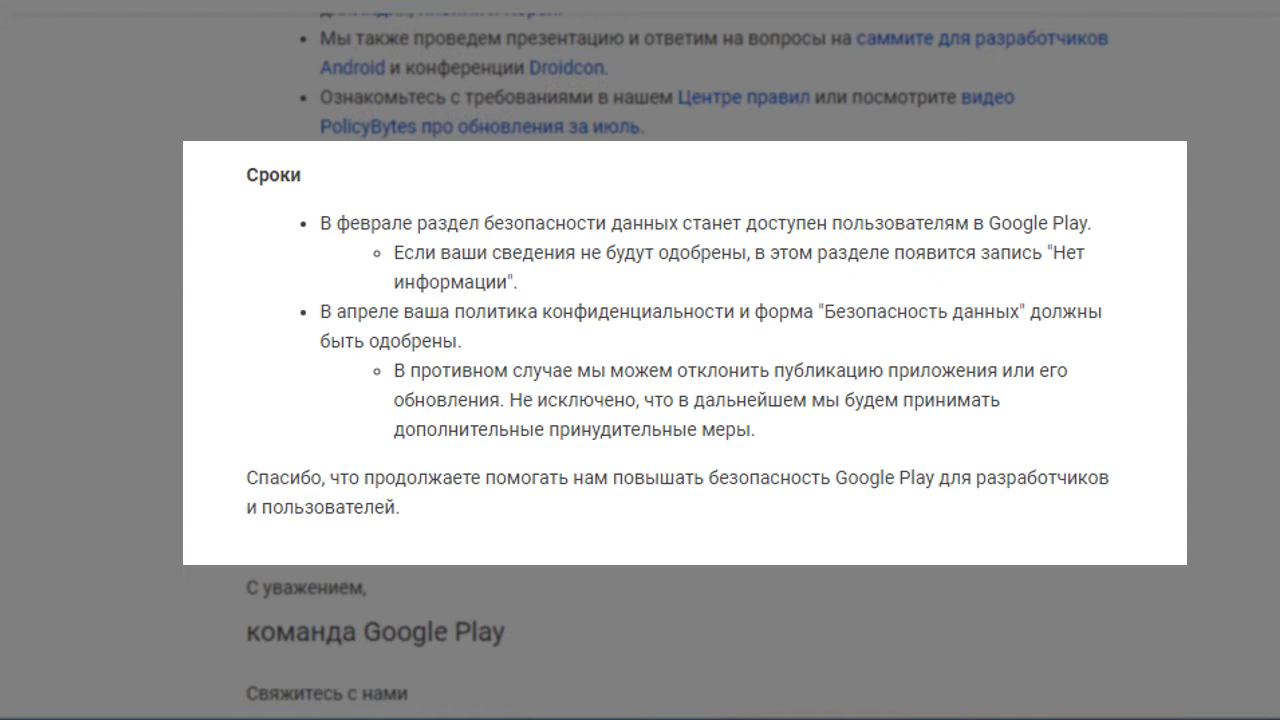 Мы также проведем презентацию и ответим на вопросы на саммите для разработчиков
Android и конференции Droidcon.
Ознакомьтесь с требованиями в нашем Центре правил или посмотрите видео
PolicyBytes про обновления за июль.
Сроки
В феврале раздел безопасности данных станет доступен пользователям в Google Play.
Если ваши сведения не будут одобрены, в этом разделе появится запись "Нет
информации".
В апреле ваша политика конфиденциальности и форма "Безопасность данных" должны
быть одобрены.
В противном случае мы можем отклонить публикацию приложения или его
обновления. Не исключено, что в дальнейшем мы будем принимать
дополнительные принудительные меры.
Спасибо, что продолжаете помогать нам повышать безопасность Google Play для разработчиков
и пользователей.
С уважением,
команда Google Play
Свяжитесь с нами